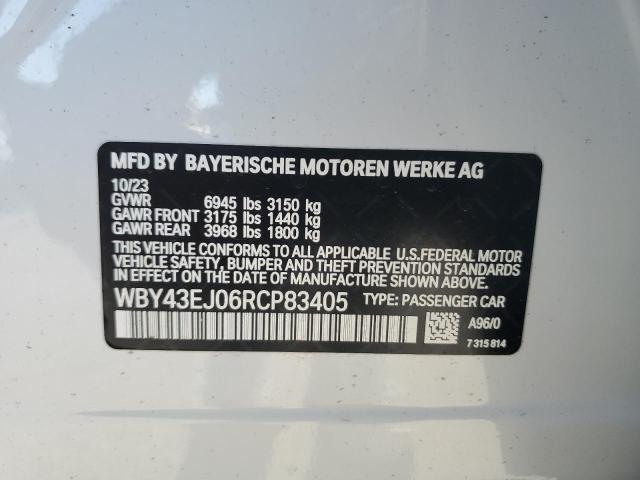 MFD BY BAYERISCHE MOTOREN WERKE AG
10/23
GVWR 6945 lbs 3150 kg
GAWR FRONT 3175 lbs 1440 kg
GAWR REAR 3968 lbs 1800 kg
THIS VEHICLE CONFORMS TO ALL APPLICABLE U.S.FEDERAL MOTOR
VEHICLE SAFETY, BUMPER AND THEFT PREVENTION STANDARDS IN
EFFECT ON THE DATE OF MANUFACTURE SHOWN ABOVE.
WBY43EJ06RCP83405 TYPE: PASSENGER CAR
A96/0
7 315 814